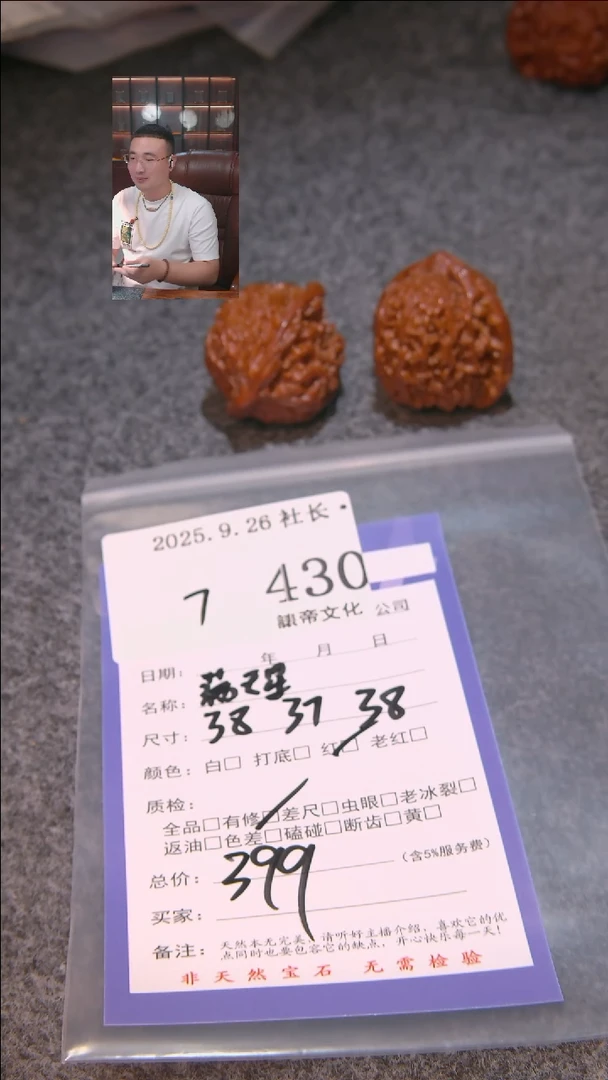 2025.9.26社长
7 430
麒帝文化 公司
日期： 年 月 日
名称：
尺寸： 38 37 38
颜色：白□ 打底□ 红□ 老红□
质检：
全品□有修□差尺□虫眼□老冰裂□
返油□色差□磕碰□断齿□黄□
总价： 399 （含5%服务费）
买家：
备注：天然本无完美，请听好主播介绍，喜欢它的优
点同时也要包容它的缺点，开心快乐每一天！
非天然宝石 无需检验